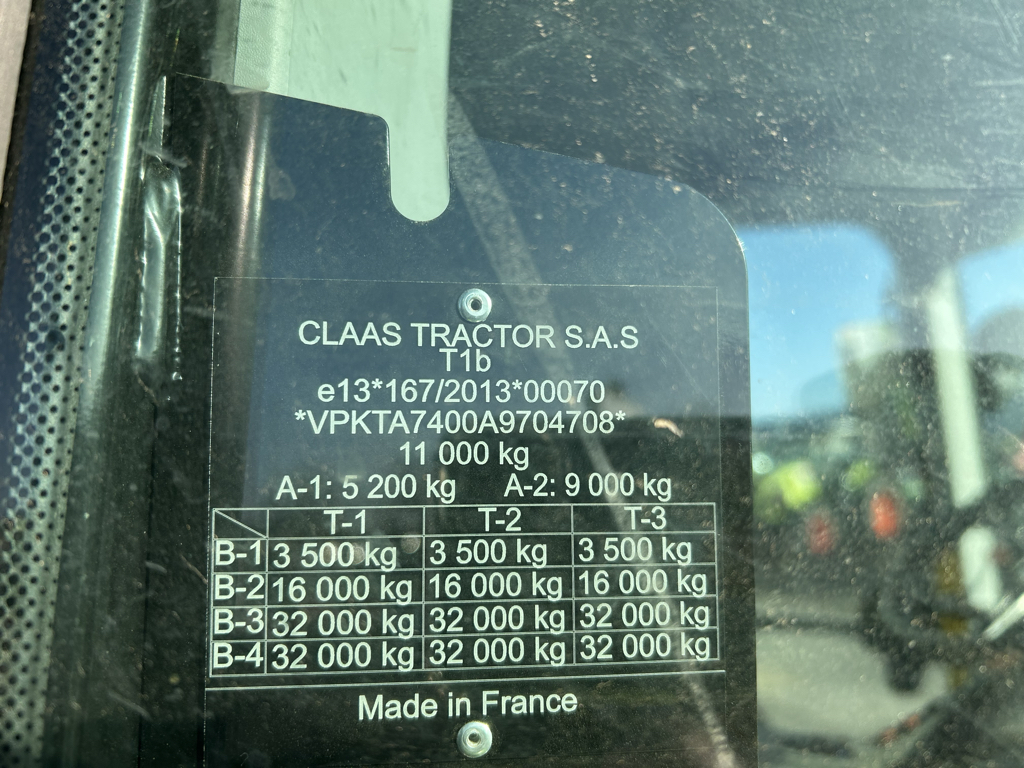 CLAAS TRACTOR S.A.S
T1b
e13*167/2013*00070
*VPKTA7400A9704708*
11 000 kg
A-1: 5 200 kg A-2: 9 000 kg
T-1 T-2 T-3
B-1 3 500 kg 3 500 kg 3 500 kg
B-2 16 000 kg 16 000 kg 16 000 kg
B-3 32 000 kg 32 000 kg 32 000 kg
B-4 32 000 kg 32 000 kg 32 000 kg
Made in France